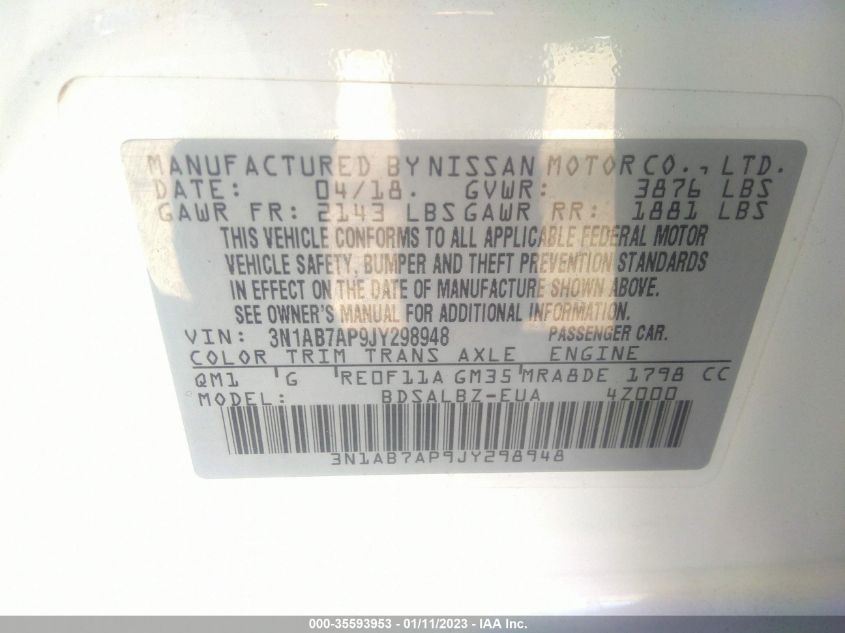 MANUFACTURED BY NISSAN MOTOR CO., LTD.
DATE: 04/18. GVWR: 3876 LBS
GAWR FR: 2143 LBS GAWR RR: 1881 LBS
THIS VEHICLE CONFORMS TO ALL APPLICABLE FEDERAL MOTOR
VEHICLE SAFETY, BUMPER AND THEFT PREVENTION STANDARDS
IN EFFECT ON THE DATE OF MANUFACTURE SHOWN ABOVE.
SEE OWNER'S MANUAL FOR ADDITIONAL INFORMATION.
VIN: 3N1AB7AP9JY298948 PASSENGER CAR.
COLOR TRIM TRANS AXLE ENGINE
QM1 G RE0F11A GM35 MRA8DE 1798 CC
MODEL: BDSALBZ-EUA 4Z000
3N1AB7AP9JY298948
000-35593953 - 01/11/2023 - IAA Inc.